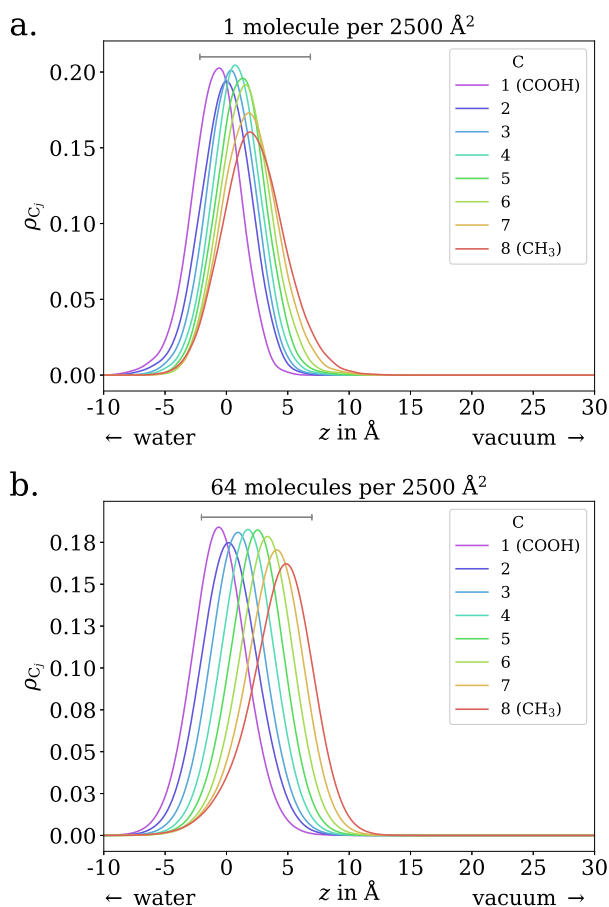 a.
1 molecule per 2500 Å²
C
1 (COOH)
2
3
4
5
6
7
8 (CH₃)
0.20
0.15
0.10
0.05
0.00
ρ_{C_j}
-10 -5 0 5 10 15 20 25 30
← water z in Å vacuum →
b.
64 molecules per 2500 Å²
C
1 (COOH)
2
3
4
5
6
7
8 (CH₃)
0.18
0.15
0.13
0.10
0.08
0.05
0.03
0.00
ρ_{C_j}
-10 -5 0 5 10 15 20 25 30
← water z in Å vacuum →